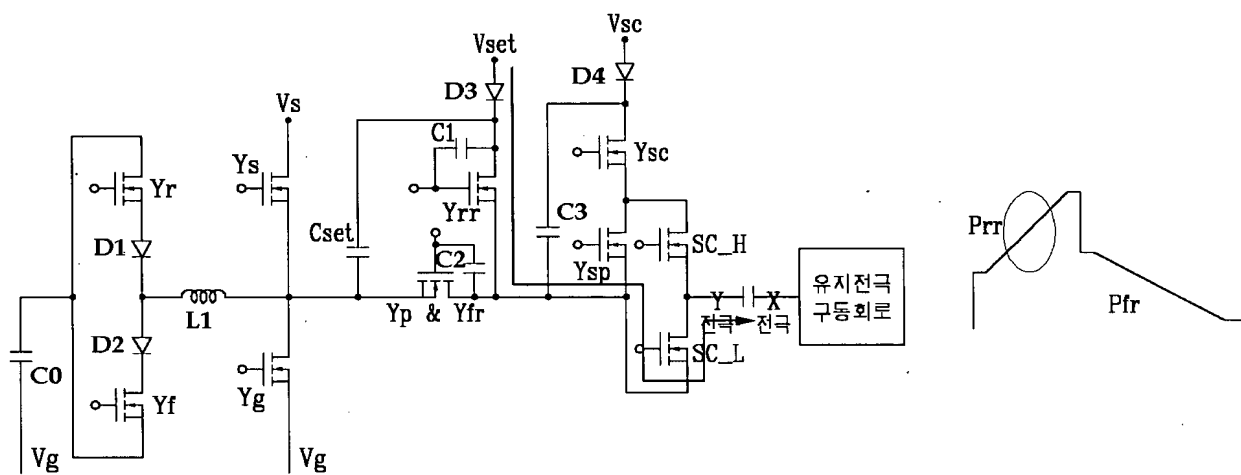 Vsc
Vset
D4
D3
Vs
C1
Ys
Ysc
Yr
Yrr
C3
Prr
Cset
SC_H
D1
C2
Ysp
유지전극
구동회로
L1
Yp & Yfr
Y
전극
X
전극
Pfr
D2
SC_L
C0
Yg
Yf
Vg
Vg